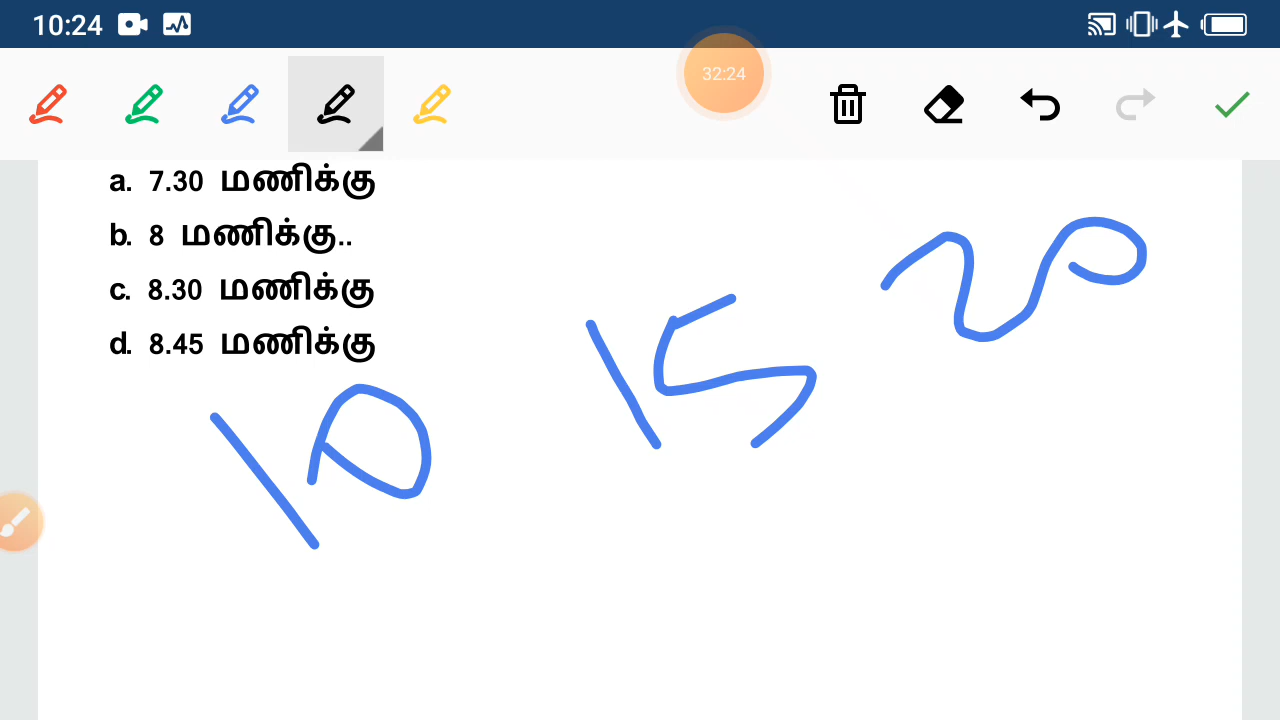 10:24
32:24
a. 7.30 மணிக்கு
b. 8 மணிக்கு..
c. 8.30 மணிக்கு
d. 8.45 மணிக்கு
10 15 20